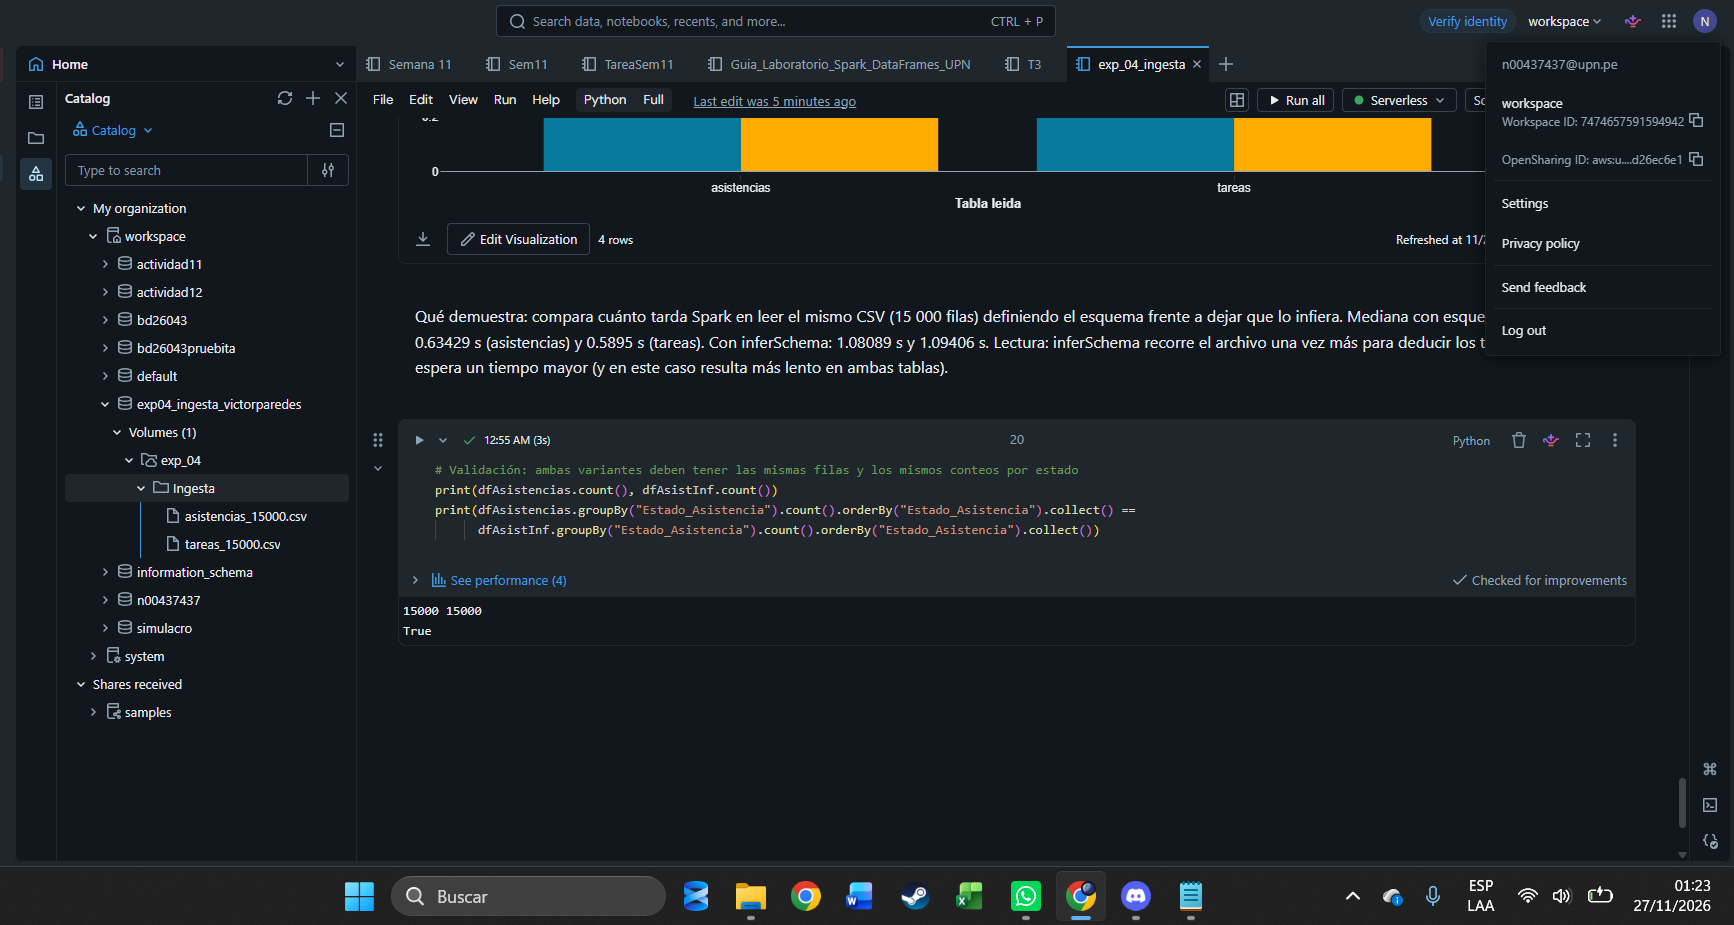 Search data, notebooks, recents, and more...
CTRL + P
Verify identity
workspace
N
Home
Semana 11
Sem11
TareaSem11
Guia_Laboratorio_Spark_DataFrames_UPN
T3
exp_04_ingesta
Catalog
File
Edit
View
Run
Help
Python
Full
Last edit was 5 minutes ago
Run all
Serverless
n00437437@upn.pe
workspace
Workspace ID: 7474657591594942
OpenSharing ID: aws:u....d26ec6e1
Settings
Privacy policy
Send feedback
Log out
Catalog
Type to search
My organization
workspace
actividad11
actividad12
bd26043
bd26043pruebita
default
exp04_ingesta_victorparedes
Volumes (1)
exp_04
Ingesta
asistencias_15000.csv
tareas_15000.csv
information_schema
n00437437
simulacro
system
Shares received
samples
0
asistencias
tareas
Tabla leida
Edit Visualization
4 rows
Refreshed at 11/2
Qué demuestra: compara cuánto tarda Spark en leer el mismo CSV (15 000 filas) definiendo el esquema frente a dejar que lo infiera. Mediana con esque
0.63429 s (asistencias) y 0.5895 s (tareas). Con inferSchema: 1.08089 s y 1.09406 s. Lectura: inferSchema recorre el archivo una vez más para deducir los t
espera un tiempo mayor (y en este caso resulta más lento en ambas tablas).
12:55 AM (3s)
20
Python
# Validación: ambas variantes deben tener las mismas filas y los mismos conteos por estado
print(dfAsistencias.count(), dfAsistInf.count())
print(dfAsistencias.groupBy("Estado_Asistencia").count().orderBy("Estado_Asistencia").collect() ==
dfAsistInf.groupBy("Estado_Asistencia").count().orderBy("Estado_Asistencia").collect())
See performance (4)
Checked for improvements
15000 15000
True
Buscar
ESP
LAA
01:23
27/11/2026